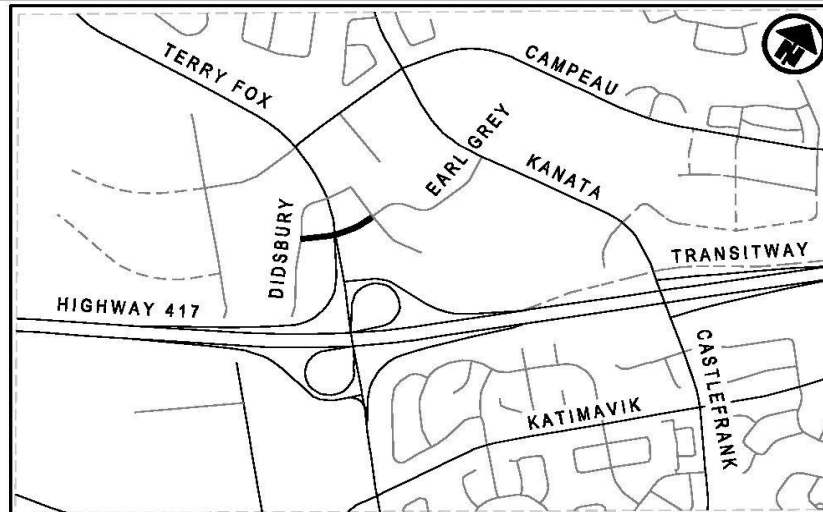 TERRY FOX
CAMPEAU
N
EARL GREY
KANATA
DIDSBURY
TRANSITWAY
HIGHWAY 417
CASTLEFRANK
KATIMAVIK